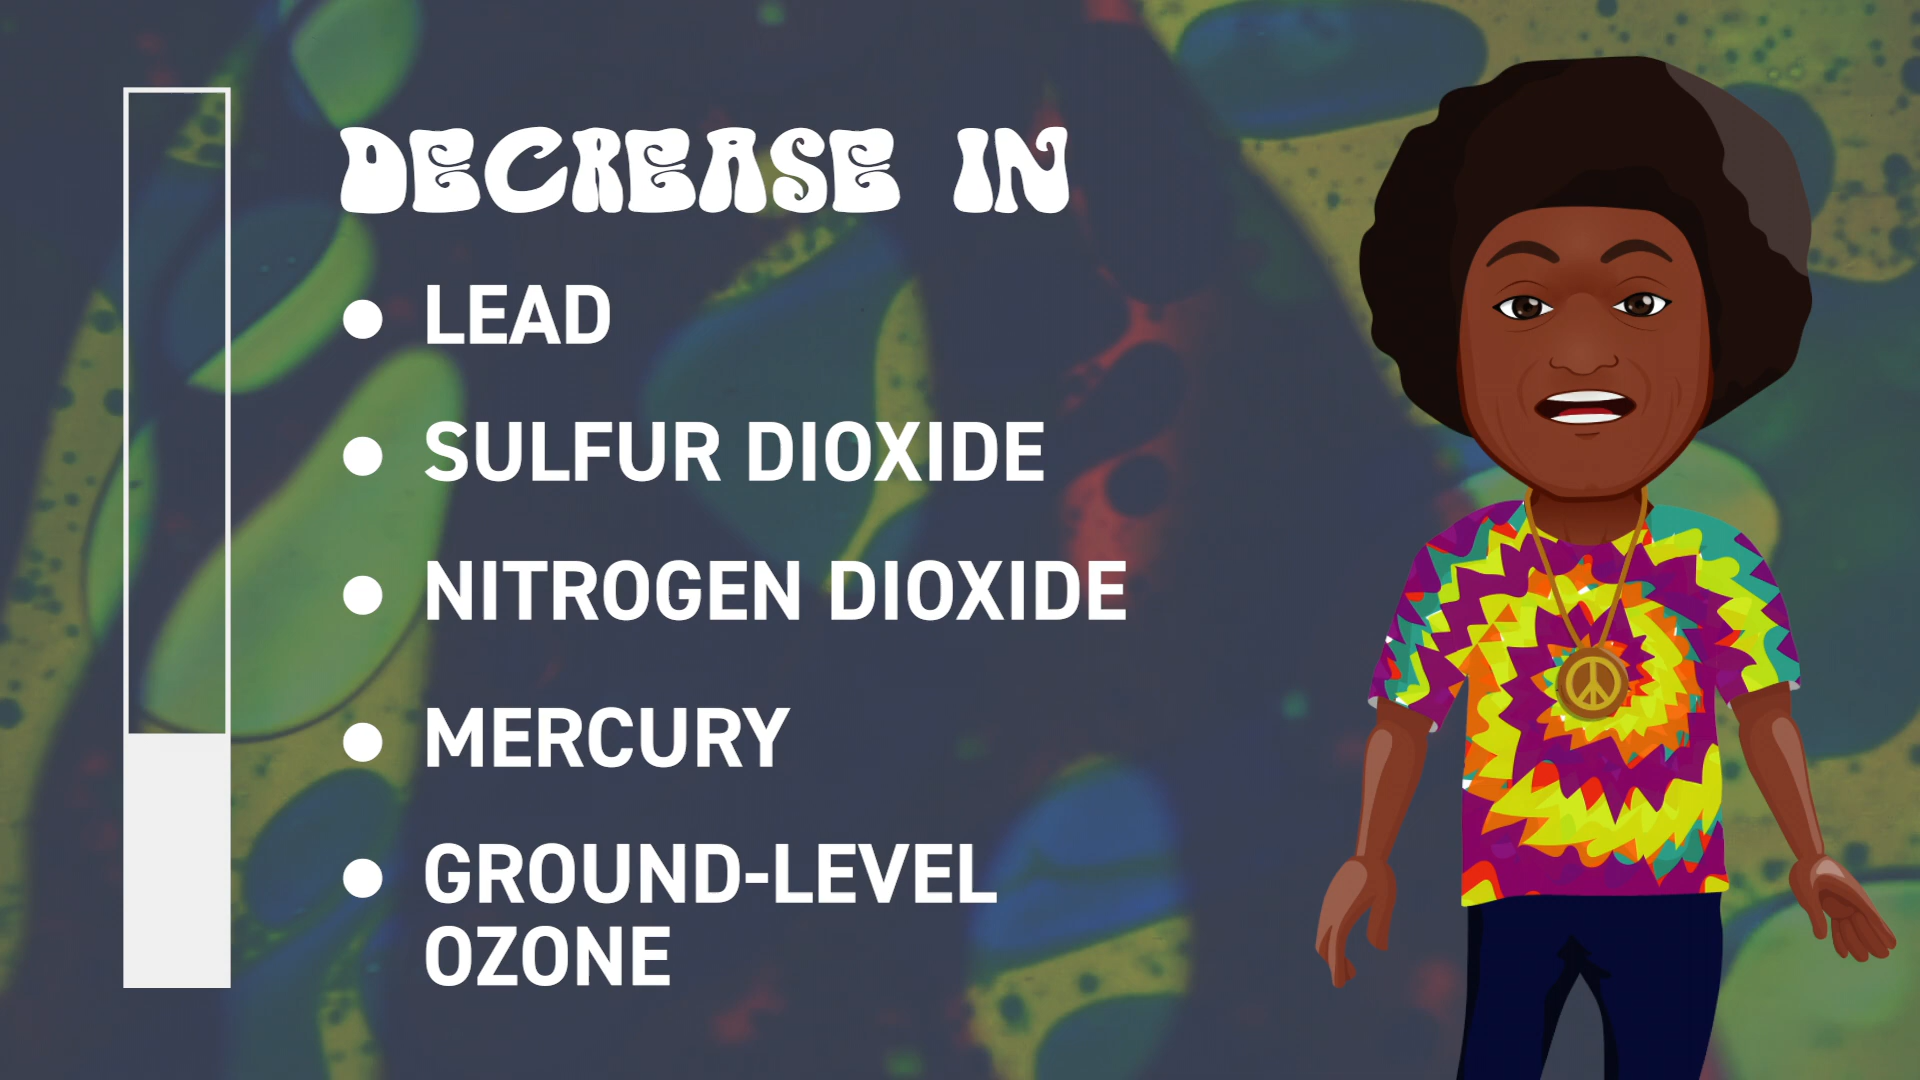 DECREASE IN
● LEAD
● SULFUR DIOXIDE
● NITROGEN DIOXIDE
● MERCURY
● GROUND-LEVEL
OZONE